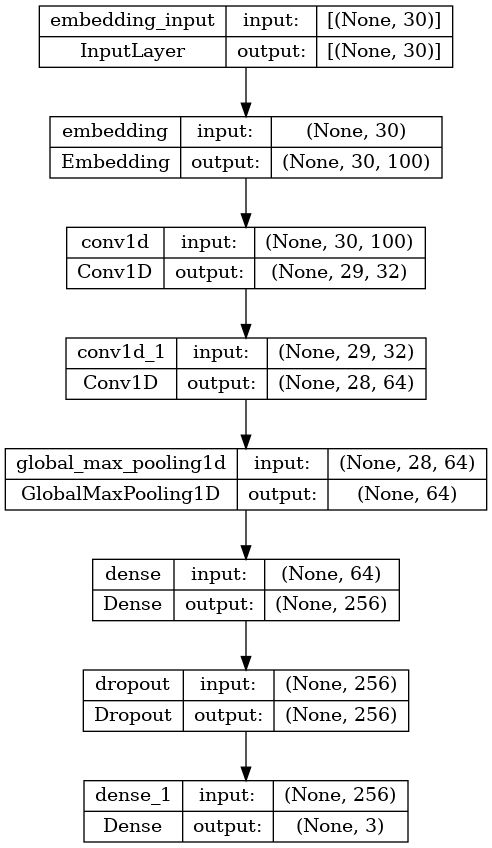 embedding_input input: [(None, 30)]
InputLayer output: [(None, 30)]
embedding input: (None, 30)
Embedding output: (None, 30, 100)
conv1d input: (None, 30, 100)
Conv1D output: (None, 29, 32)
conv1d_1 input: (None, 29, 32)
Conv1D output: (None, 28, 64)
global_max_pooling1d input: (None, 28, 64)
GlobalMaxPooling1D output: (None, 64)
dense input: (None, 64)
Dense output: (None, 256)
dropout input: (None, 256)
Dropout output: (None, 256)
dense_1 input: (None, 256)
Dense output: (None, 3)